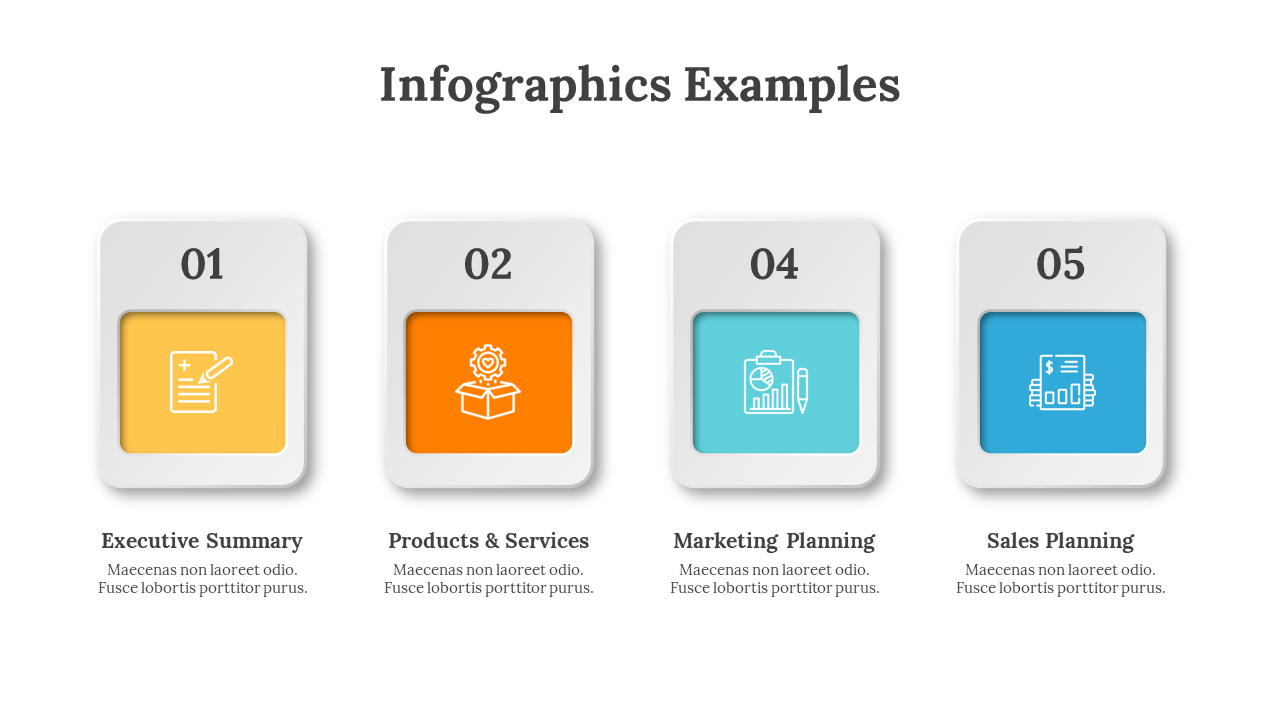 Infographics Examples
01
02
04
05
$
Executive Summary
Products & Services
Marketing Planning
Sales Planning
Maecenas non laoreet odio.
Fusce lobortis porttitor purus.
Maecenas non laoreet odio.
Fusce lobortis porttitor purus.
Maecenas non laoreet odio.
Fusce lobortis porttitor purus.
Maecenas non laoreet odio.
Fusce lobortis porttitor purus.